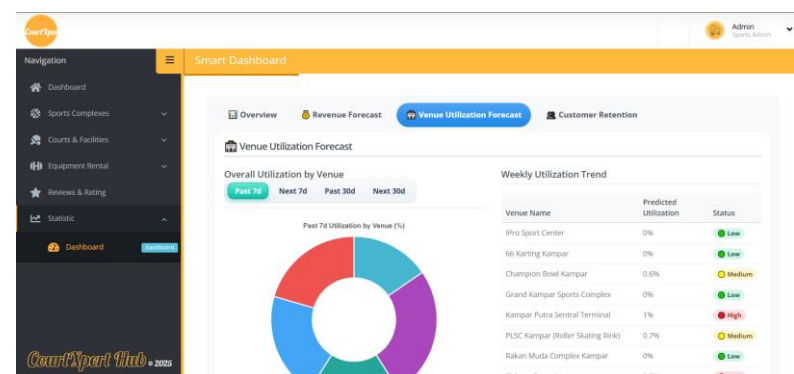 CourtXpert
Admin
Sports Admin
Navigation
Smart Dashboard
Dashboard
Sports Complexes
Courts & Facilities
Equipment Rental
Reviews & Rating
Statistic
Dashboard
Dashboard
CourtXpert Hub • 2025
Overview
Revenue Forecast
Venue Utilization Forecast
Customer Retention
Venue Utilization Forecast
Overall Utilization by Venue
Past 7d Next 7d Past 30d Next 30d
Past 7d Utilization by Venue (%)
Weekly Utilization Trend
Venue Name Predicted Utilization Status
IPro Sport Center 0% Low
66 Karting Kampar 0% Low
Champion Bowl Kampar 0.6% Medium
Grand Kampar Sports Complex 0% Low
Kampar Putra Sentral Terminal 1% High
PLSC Kampar (Roller Skating Rink) 0.7% Medium
Rakan Muda Complex Kampar 0% Low